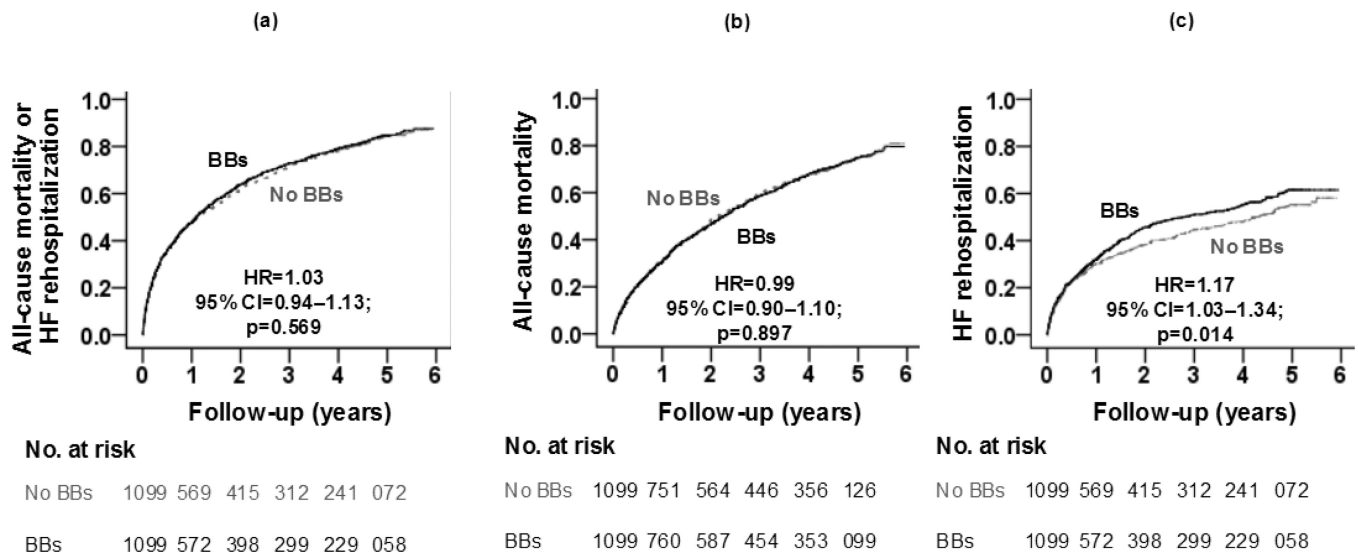 (a)
All-cause mortality or
HF rehospitalization
1.0
0.8
0.6
0.4
0.2
0.0
BBs
No BBs
HR=1.03
95% CI=0.94–1.13;
p=0.569
0 1 2 3 4 5 6
Follow-up (years)
No. at risk
No BBs 1099 569 415 312 241 072
BBs 1099 572 398 299 229 058
(b)
All-cause mortality
1.0
0.8
0.6
0.4
0.2
0.0
No BBs
BBs
HR=0.99
95% CI=0.90–1.10;
p=0.897
0 1 2 3 4 5 6
Follow-up (years)
No. at risk
No BBs 1099 751 564 446 356 126
BBs 1099 760 587 454 353 099
(c)
HF rehospitalization
1.0
0.8
0.6
0.4
0.2
0.0
BBs
No BBs
HR=1.17
95% CI=1.03–1.34;
p=0.014
0 1 2 3 4 5 6
Follow-up (years)
No. at risk
No BBs 1099 569 415 312 241 072
BBs 1099 572 398 299 229 058